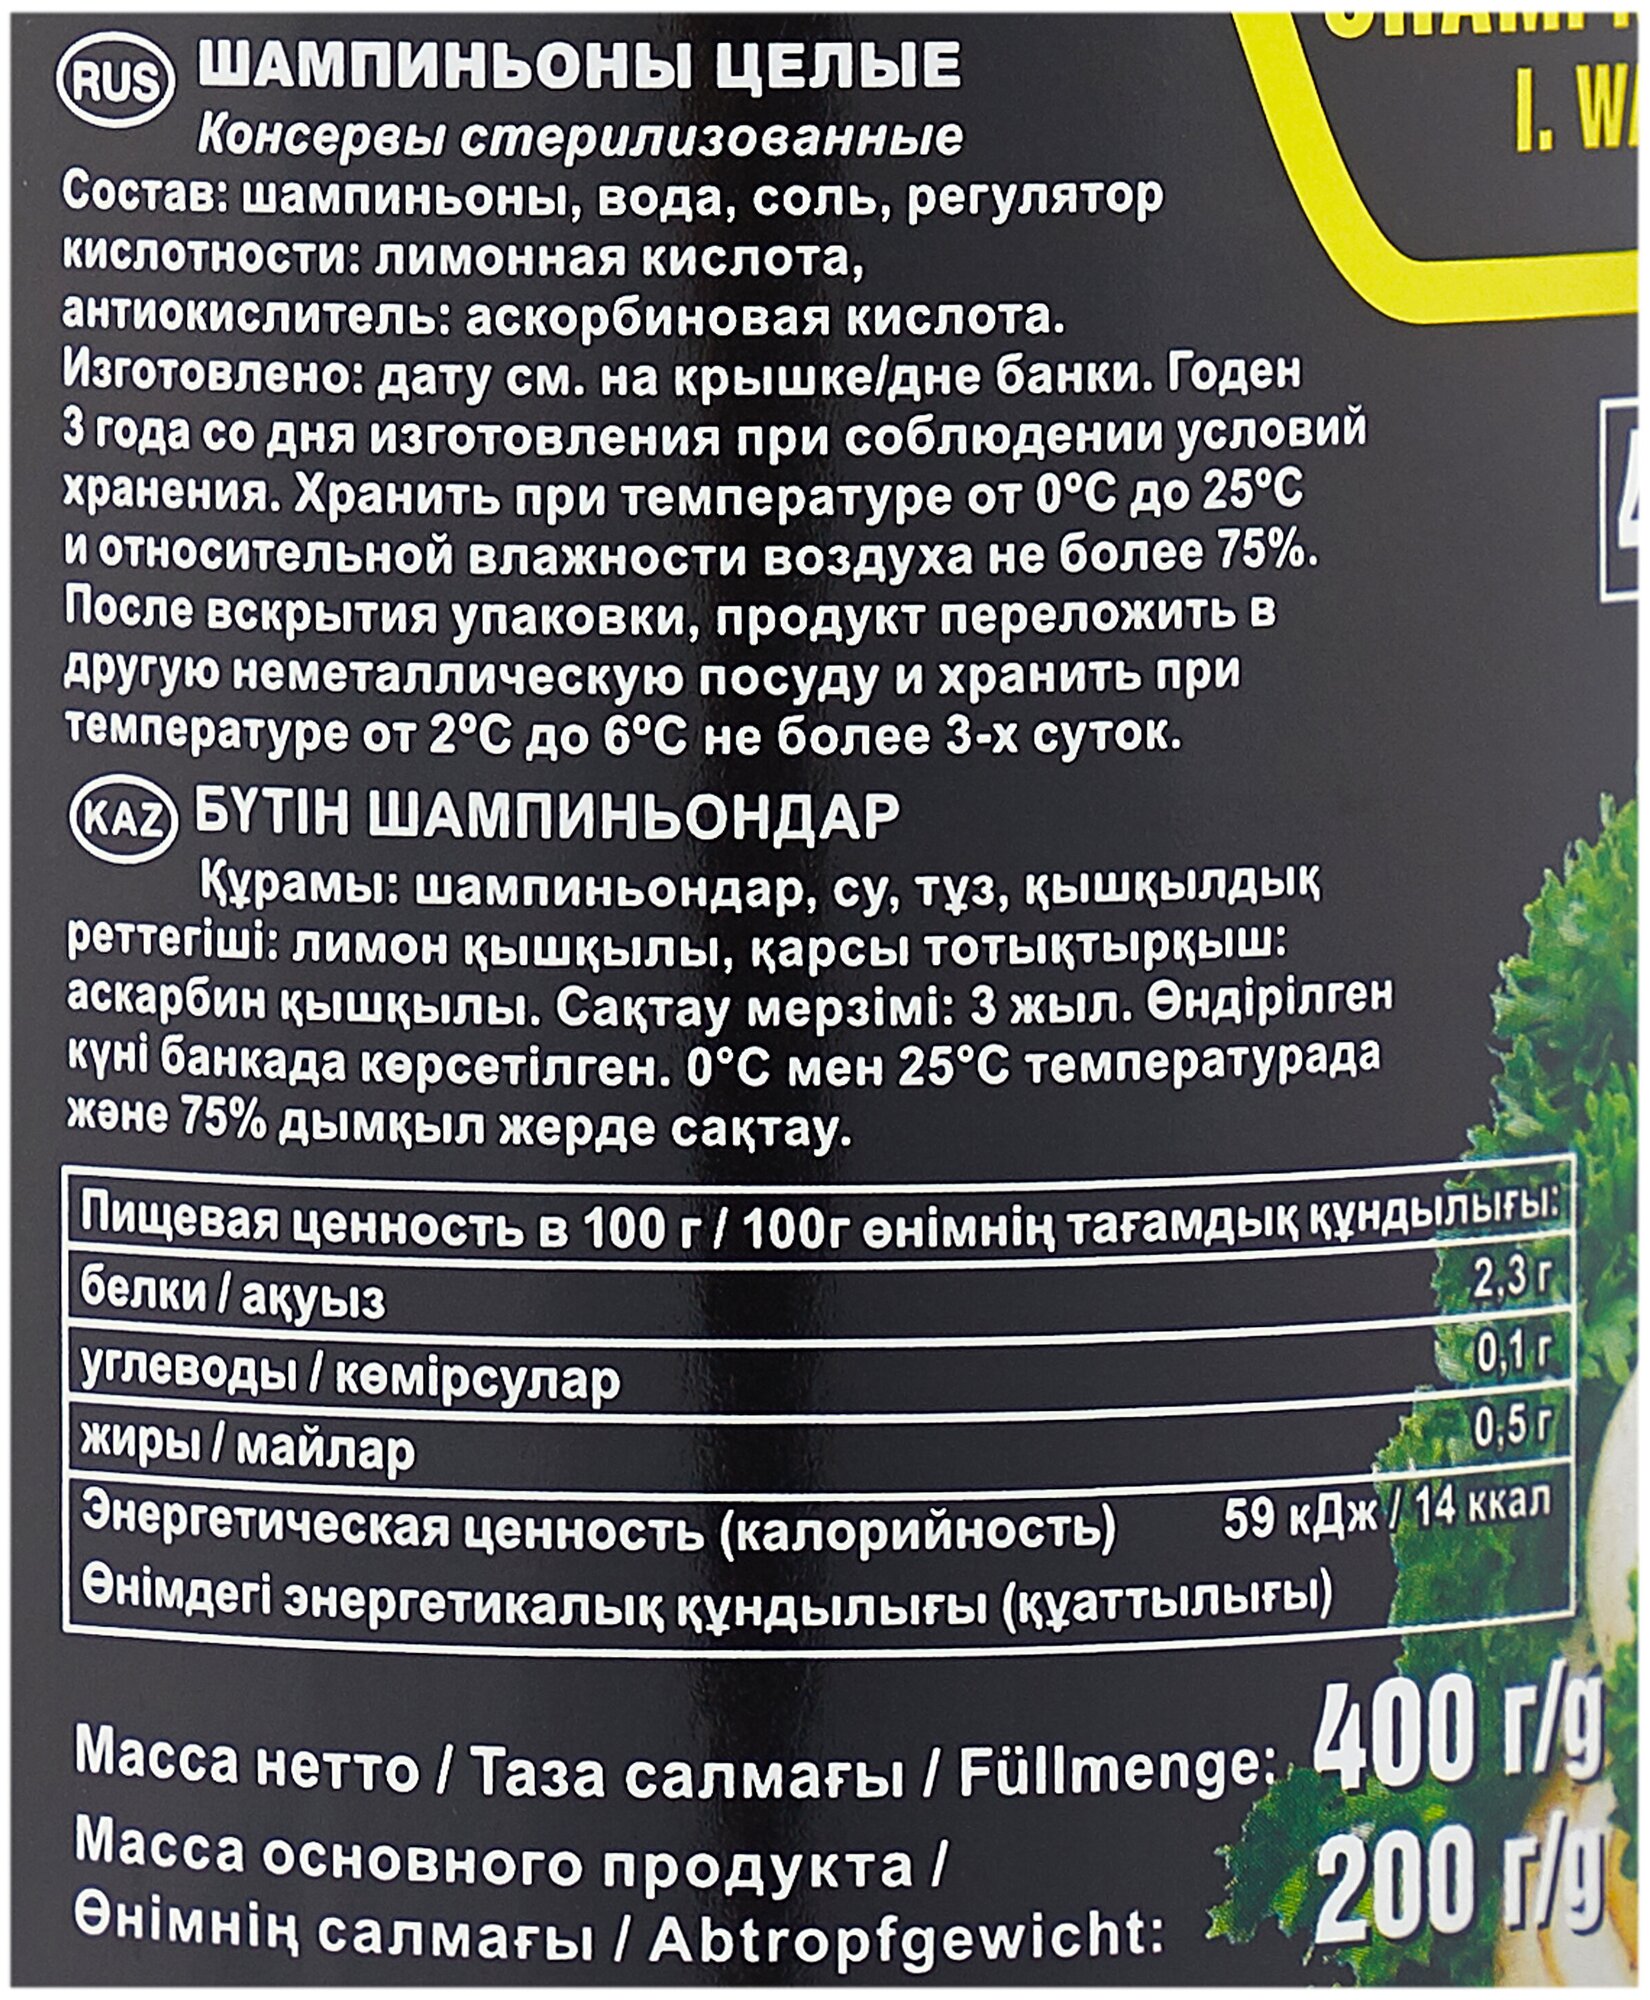 RUS ШАМПИНЬОНЫ ЦЕЛЫЕ
Консервы стерилизованные
Состав: шампиньоны, вода, соль, регулятор
кислотности: лимонная кислота,
антиокислитель: аскорбиновая кислота.
Изготовлено: дату см. на крышке/дне банки. Годен
3 года со дня изготовления при соблюдении условий
хранения. Хранить при температуре от 0ºС до 25ºС
и относительной влажности воздуха не более 75%.
После вскрытия упаковки, продукт переложить в
другую неметаллическую посуду и хранить при
температуре от 2ºС до 6ºС не более 3-х суток.
KAZ БҮТІН ШАМПИНЬОНДАР
Құрамы: шампиньондар, су, тұз, қышқылдық
реттегіші: лимон қышқылы, қарсы тотықтырқыш:
аскарбин қышқылы. Сақтау мерзімі: 3 жыл. Өндірілген
күні банкада көрсетілген. 0°С мен 25°С температурада
және 75% дымқыл жерде сақтау.
Пищевая ценность в 100 г / 100г өнімнің тағамдық құндылығы:
белки / ақуыз 2,3 г
углеводы / көмірсулар 0,1 г
жиры / майлар 0,5 г
Энергетическая ценность (калорийность) 59 кДж / 14 ккал
Өнімдегі энергетикалық құндылығы (құаттылығы)
Масса нетто / Таза салмағы / Füllmenge: 400 г/g
Масса основного продукта /
Өнімнің салмағы / Abtropfgewicht: 200 г/g
I.